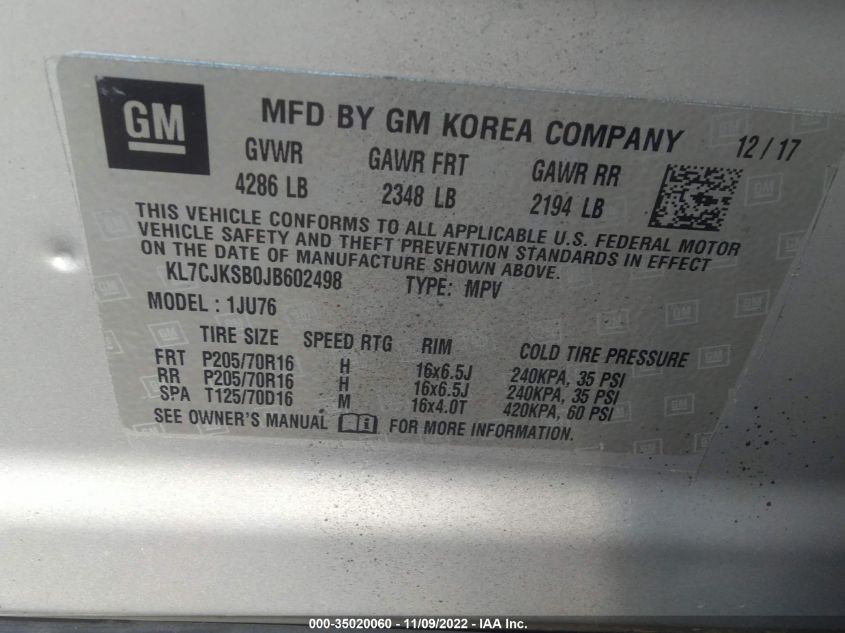 GM
MFD BY GM KOREA COMPANY 12/17
GVWR GAWR FRT GAWR RR
4286 LB 2348 LB 2194 LB
THIS VEHICLE CONFORMS TO ALL APPLICABLE U.S. FEDERAL MOTOR
VEHICLE SAFETY AND THEFT PREVENTION STANDARDS IN EFFECT
ON THE DATE OF MANUFACTURE SHOWN ABOVE.
KL7CJKSB0JB602498 TYPE: MPV
MODEL : 1JU76
TIRE SIZE SPEED RTG RIM COLD TIRE PRESSURE
FRT P205/70R16 H 16x6.5J 240KPA, 35 PSI
RR P205/70R16 H 16x6.5J 240KPA, 35 PSI
SPA T125/70D16 M 16x4.0T 420KPA, 60 PSI
SEE OWNER'S MANUAL FOR MORE INFORMATION.
000-35020060 - 11/09/2022 - IAA Inc.